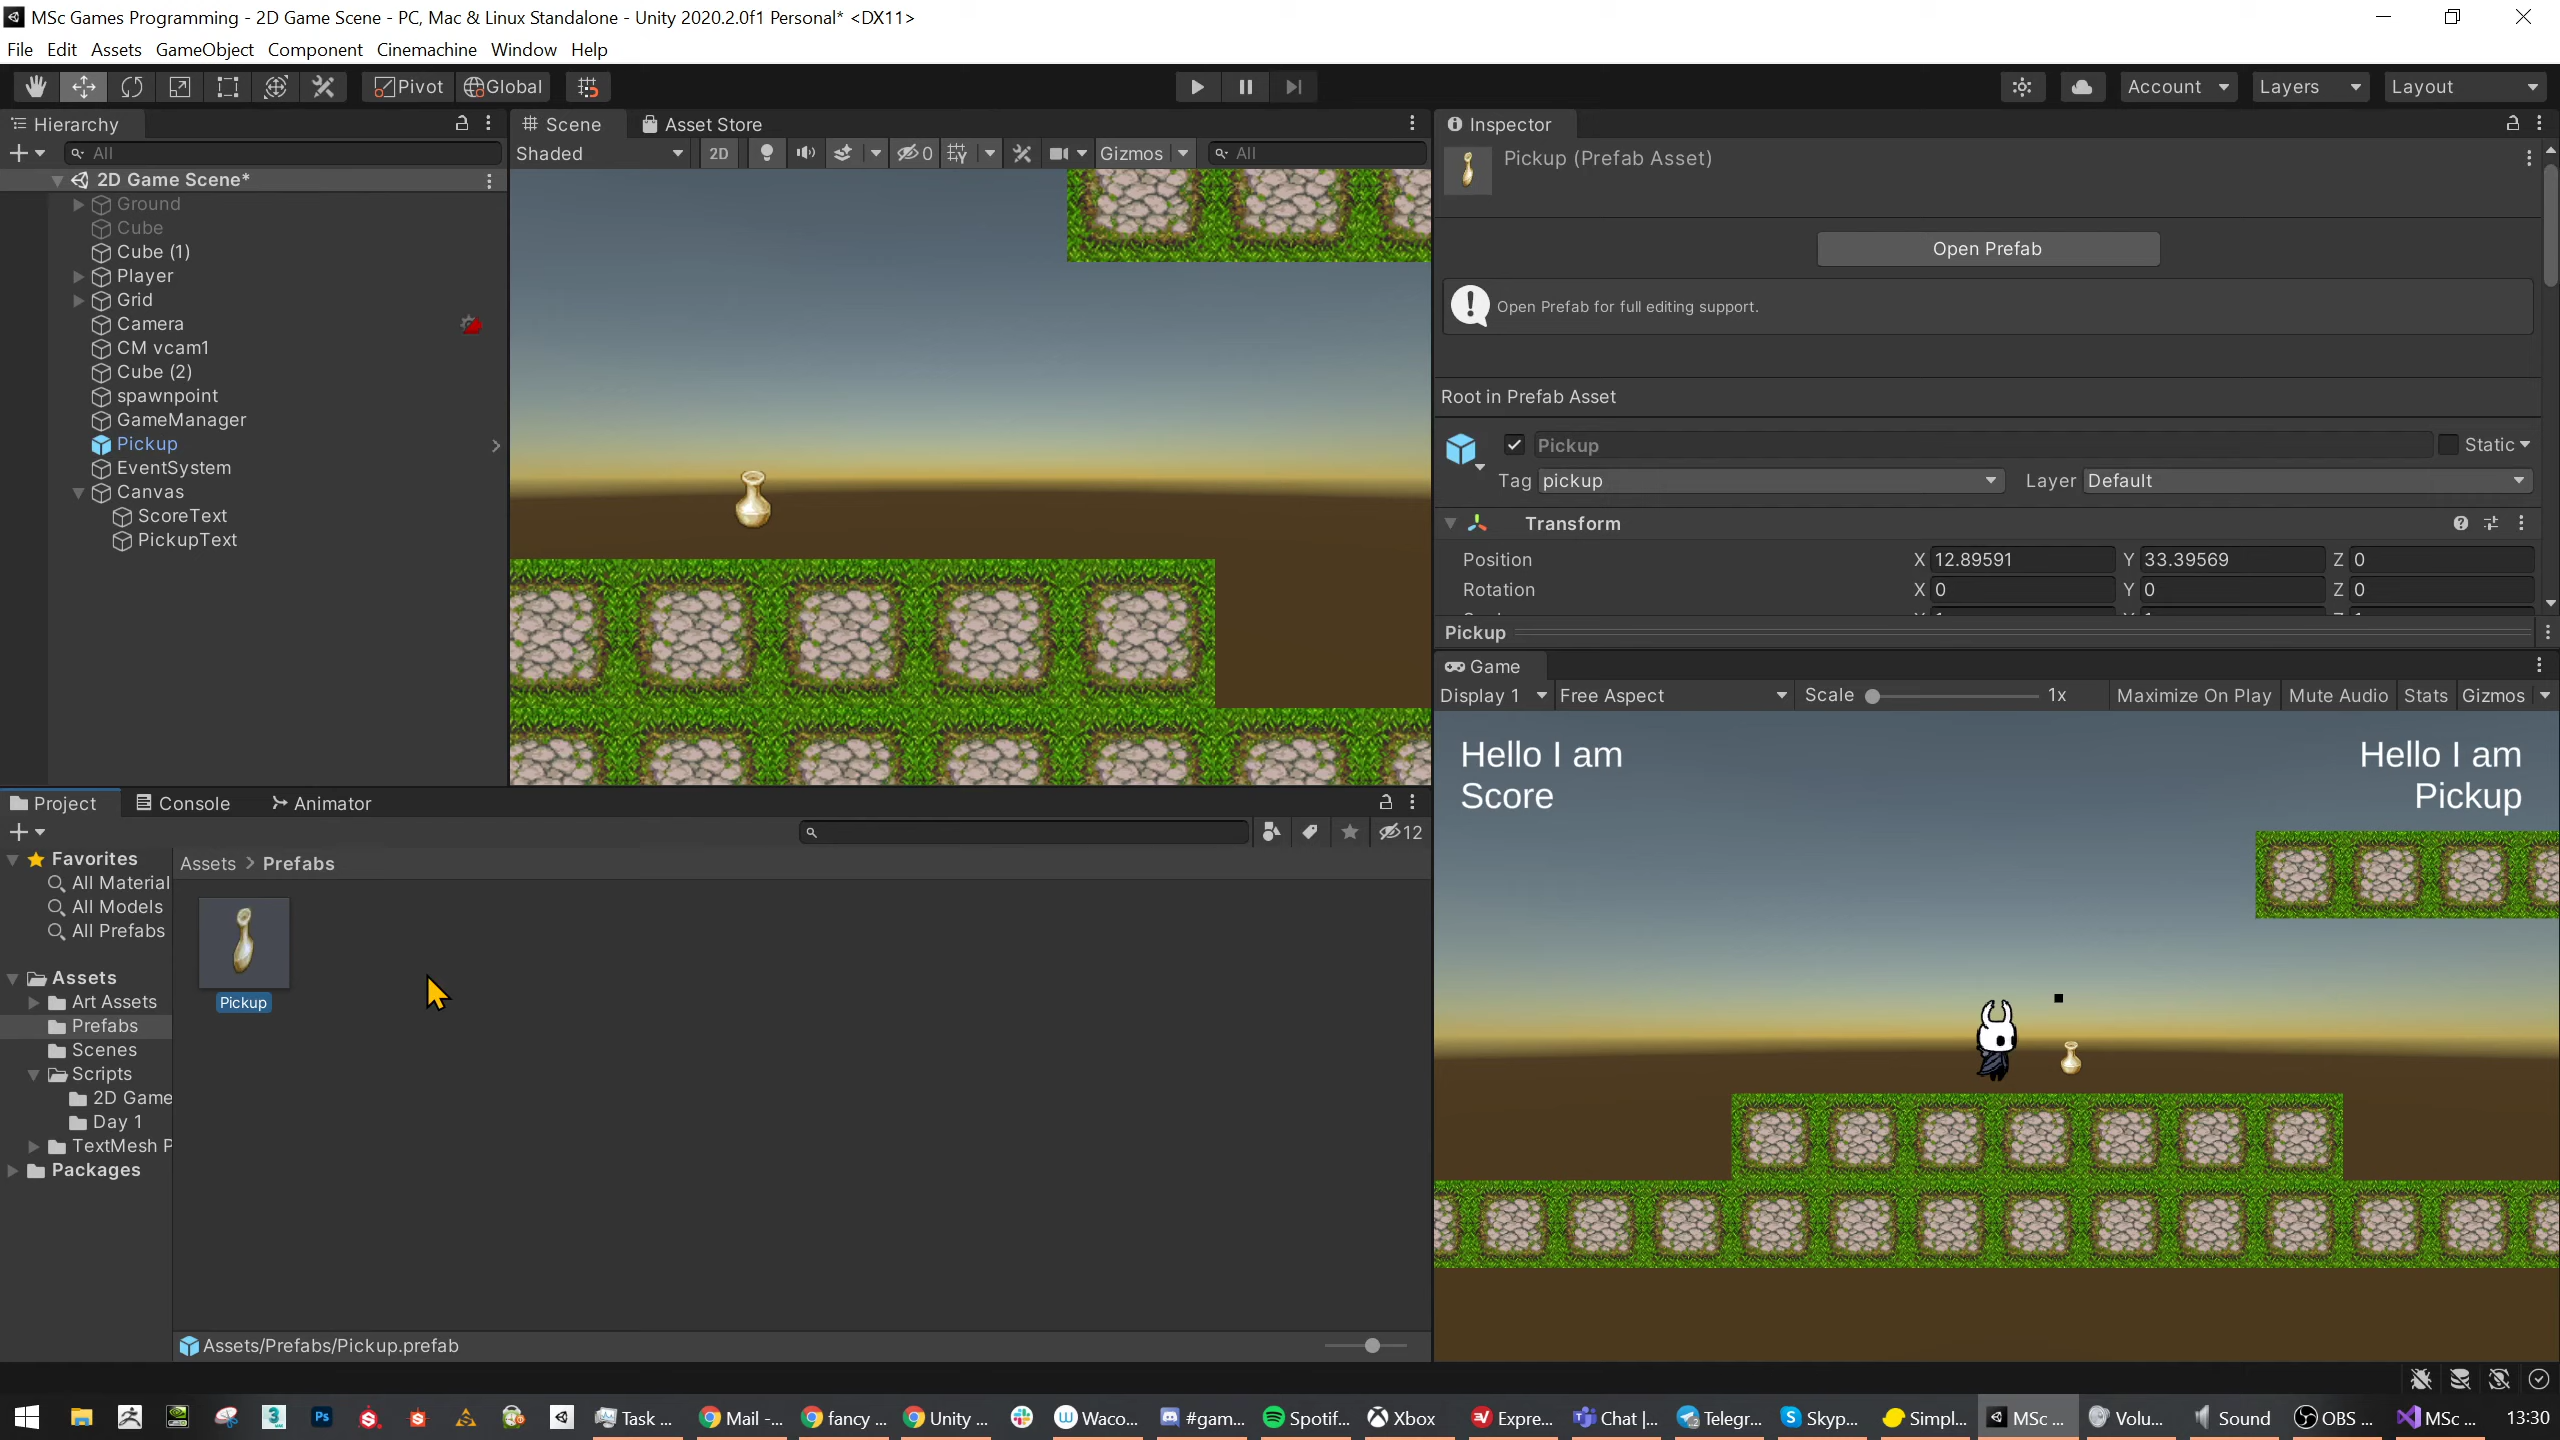 MSc Games Programming - 2D Game Scene - PC, Mac & Linux Standalone - Unity 2020.2.0f1 Personal* <DX11>
File Edit Assets GameObject Component Cinemachine Window Help
Pivot Global Account Layers Layout
Hierarchy
All
2D Game Scene*
Ground
Cube
Cube (1)
Player
Grid
Camera
CM vcam1
Cube (2)
spawnpoint
GameManager
Pickup
EventSystem
Canvas
ScoreText
PickupText
Scene Asset Store
Shaded 2D 0 Gizmos All
Inspector
Pickup (Prefab Asset)
Open Prefab
Open Prefab for full editing support.
Root in Prefab Asset
Pickup Static
Tag pickup Layer Default
Transform
Position X 12.89591 Y 33.39569 Z 0
Rotation X 0 Y 0 Z 0
Pickup
Game
Display 1 Free Aspect Scale 1x Maximize On Play Mute Audio Stats Gizmos
Hello I am
Score
Hello I am
Pickup
Project Console Animator
12
Favorites
All Material
All Models
All Prefabs
Assets
Art Assets
Prefabs
Scenes
Scripts
2D Game
Day 1
TextMesh P
Packages
Assets > Prefabs
Pickup
Assets/Prefabs/Pickup.prefab
Task ... Mail -... fancy ... Unity ... Waco... #gam... Spotif... Xbox Expre... Chat |... Telegr... Skyp... Simpl... MSc ... Volu... Sound OBS ... MSc ... 13:30